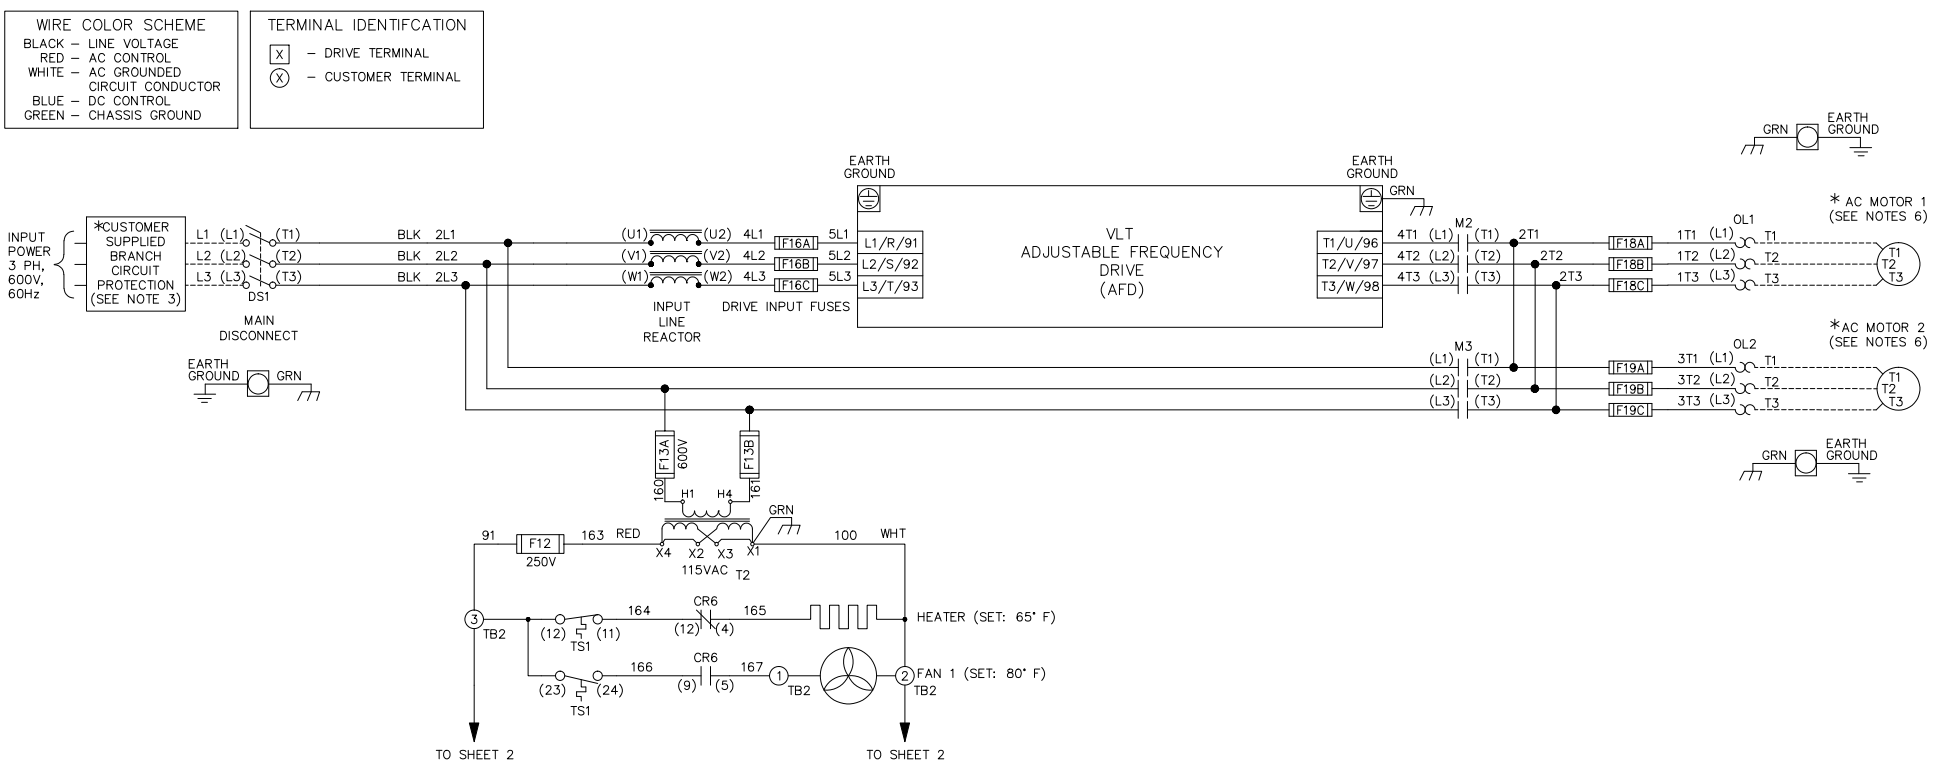 WIRE COLOR SCHEME
BLACK – LINE VOLTAGE
RED – AC CONTROL
WHITE – AC GROUNDED
CIRCUIT CONDUCTOR
BLUE – DC CONTROL
GREEN – CHASSIS GROUND
TERMINAL IDENTIFCATION
X – DRIVE TERMINAL
X – CUSTOMER TERMINAL
INPUT
POWER
3 PH,
600V,
60Hz
*CUSTOMER
SUPPLIED
BRANCH
CIRCUIT
PROTECTION
(SEE NOTE 3)
L1 (L1) (T1) BLK 2L1 (U1) (U2) 4L1 F16A 5L1 L1/R/91
L2 (L2) (T2) BLK 2L2 (V1) (V2) 4L2 F16B 5L2 L2/S/92
L3 (L3) (T3) BLK 2L3 (W1) (W2) 4L3 F16C 5L3 L3/T/93
DS1
MAIN
DISCONNECT
INPUT
LINE
REACTOR
DRIVE INPUT FUSES
EARTH
GROUND
GRN
EARTH
GROUND
VLT
ADJUSTABLE FREQUENCY
DRIVE
(AFD)
EARTH
GROUND
GRN
M2
T1/U/96 4T1 (L1) (T1) 2T1 F18A 1T1 (L1) T1
T2/V/97 4T2 (L2) (T2) 2T2 F18B 1T2 (L2) T2
T3/W/98 4T3 (L3) (T3) 2T3 F18C 1T3 (L3) T3
OL1
GRN
EARTH
GROUND
* AC MOTOR 1
(SEE NOTES 6)
T1
T2
T3
M3
(L1) (T1) F19A 3T1 (L1) T1
(L2) (T2) F19B 3T2 (L2) T2
(L3) (T3) F19C 3T3 (L3) T3
OL2
*AC MOTOR 2
(SEE NOTES 6)
T1
T2
T3
GRN
EARTH
GROUND
F13A
600V
F13B
160
161
H1 H4
GRN
91 F12 163 RED
250V
X4 X2 X3 X1
115VAC T2
100 WHT
3
TB2
(12) (11)
TS1
164
CR6
(12) (4)
165
HEATER (SET: 65° F)
(23) (24)
TS1
166
CR6
(9) (5)
167
1
TB2
2
TB2
FAN 1 (SET: 80° F)
TO SHEET 2
TO SHEET 2